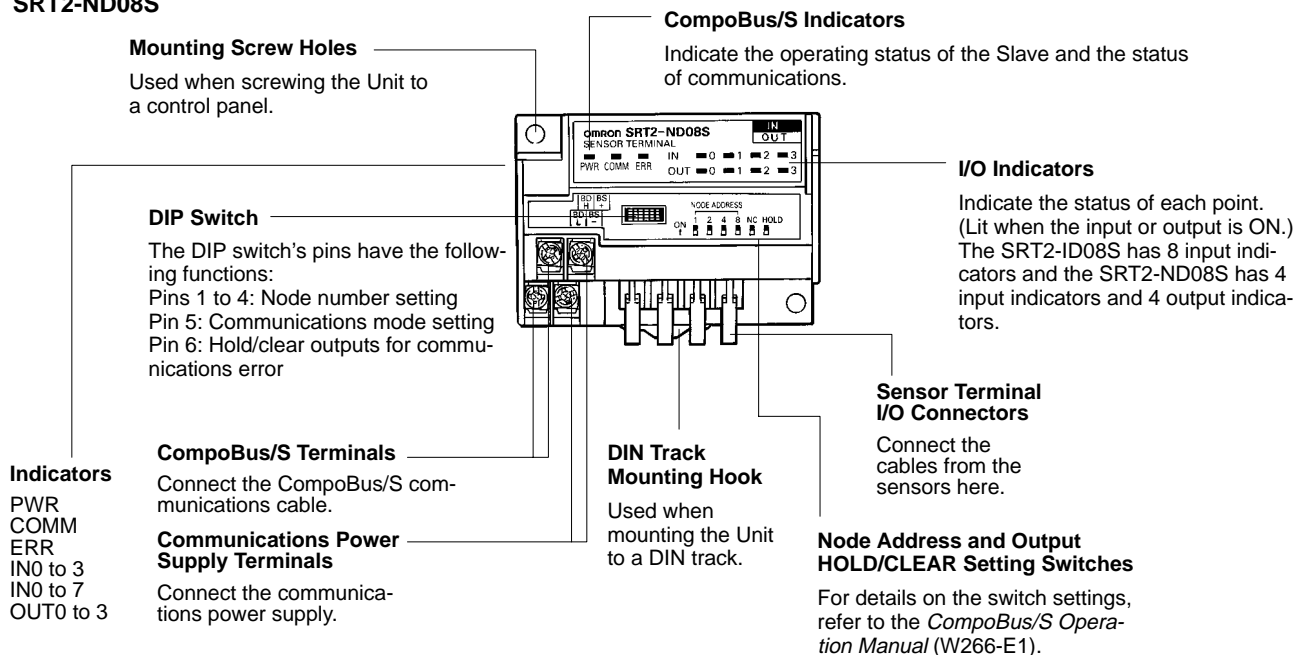 SRT2-ND08S
CompoBus/S Indicators
Indicate the operating status of the Slave and the status
of communications.
Mounting Screw Holes
Used when screwing the Unit to
a control panel.
OMRON SRT2-ND08S
SENSOR TERMINAL
IN
OUT
PWR COMM ERR
IN 0 1 2 3
OUT 0 1 2 3
BD BS
H +
BD BS
L −
NODE ADDRESS
1 2 4 8 NC HOLD
ON
↑
I/O Indicators
Indicate the status of each point.
(Lit when the input or output is ON.)
The SRT2-ID08S has 8 input indi-
cators and the SRT2-ND08S has 4
input indicators and 4 output indica-
tors.
DIP Switch
The DIP switch's pins have the follow-
ing functions:
Pins 1 to 4: Node number setting
Pin 5: Communications mode setting
Pin 6: Hold/clear outputs for commu-
nications error
Sensor Terminal
I/O Connectors
Connect the
cables from the
sensors here.
Indicators
PWR
COMM
ERR
IN0 to 3
IN0 to 7
OUT0 to 3
CompoBus/S Terminals
Connect the CompoBus/S com-
munications cable.
Communications Power
Supply Terminals
Connect the communica-
tions power supply.
DIN Track
Mounting Hook
Used when
mounting the Unit
to a DIN track.
Node Address and Output
HOLD/CLEAR Setting Switches
For details on the switch settings,
refer to the CompoBus/S Opera-
tion Manual (W266-E1).